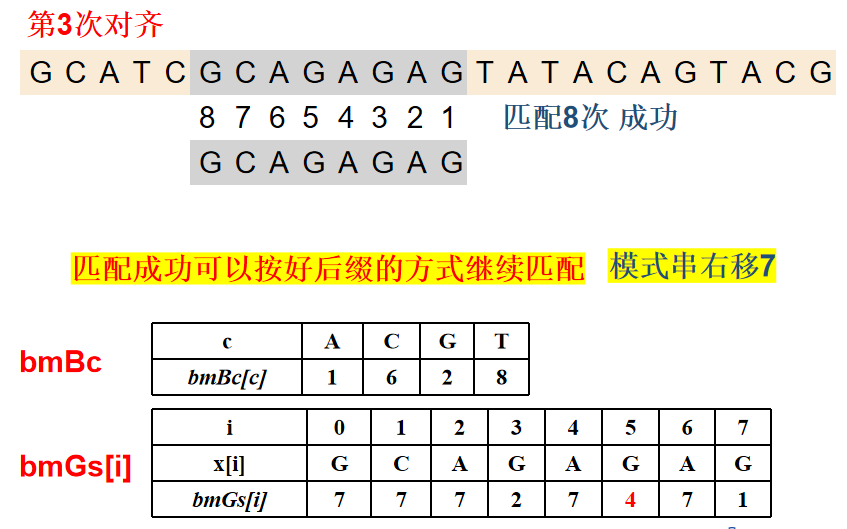 第3次对齐
G C A T C G C A G A G A G T A T A C A G T A C G
8 7 6 5 4 3 2 1 匹配8次 成功
G C A G A G A G
匹配成功可以按好后缀的方式继续匹配 模式串右移7
bmBc
c A C G T
bmBc[c] 1 6 2 8
bmGs[i]
i 0 1 2 3 4 5 6 7
x[i] G C A G A G A G
bmGs[i] 7 7 7 2 7 4 7 1